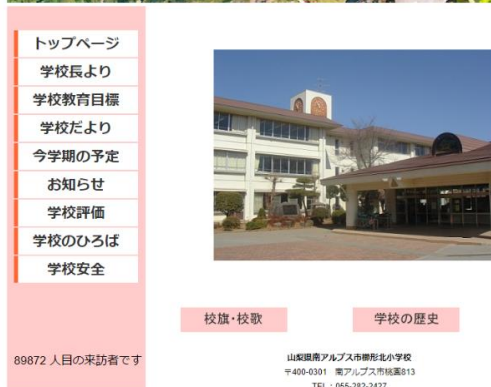 トップページ
学校長より
学校教育目標
学校だより
今学期の予定
お知らせ
学校評価
学校のひろば
学校安全
校旗・校歌
学校の歴史
89872 人目の来訪者です
山梨県南アルプス市櫛形北小学校
〒400-0301　南アルプス市桃園813
TEL：055-282-2427